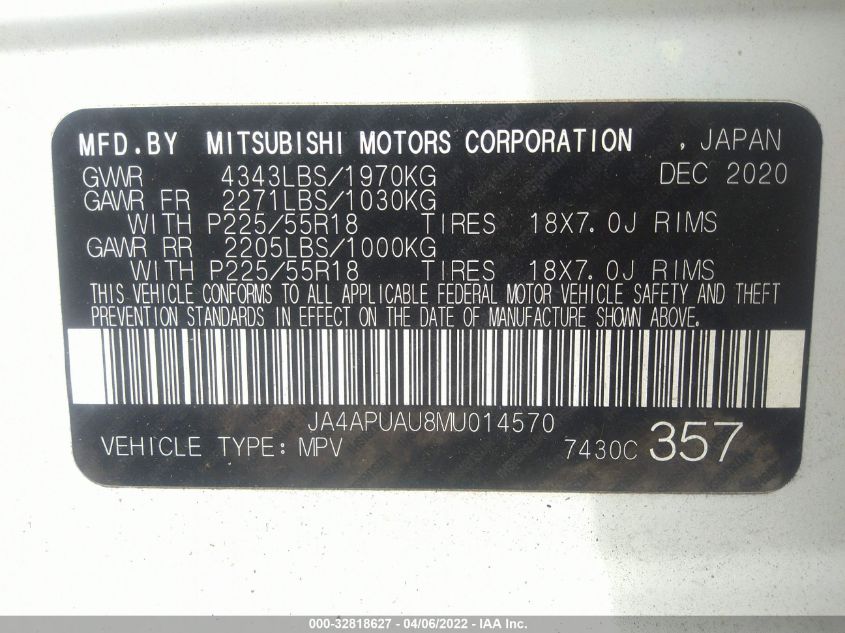 MFD.BY MITSUBISHI MOTORS CORPORATION , JAPAN
GVWR 4343LBS/1970KG DEC 2020
GAWR FR 2271LBS/1030KG
WITH P225/55R18 TIRES 18X7.0J RIMS
GAWR RR 2205LBS/1000KG
WITH P225/55R18 TIRES 18X7.0J RIMS
THIS VEHICLE CONFORMS TO ALL APPLICABLE FEDERAL MOTOR VEHICLE SAFETY AND THEFT
PREVENTION STANDARDS IN EFFECT ON THE DATE OF MANUFACTURE SHOWN ABOVE.
JA4APUAU8MU014570
VEHICLE TYPE: MPV 7430C 357
000-32818627 - 04/06/2022 - IAA Inc.